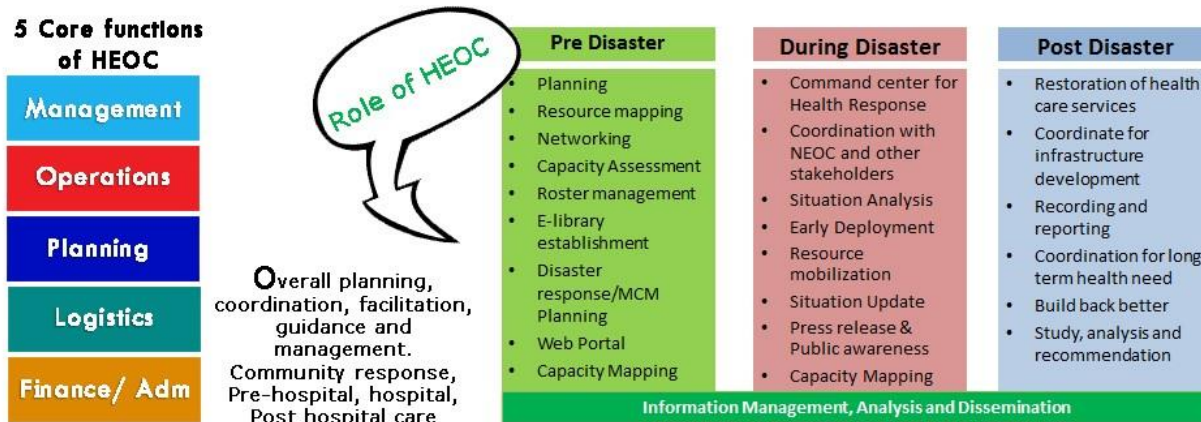 5 Core functions
of HEOC
Management
Operations
Planning
Logistics
Finance/ Adm
Role of HEOC
Overall planning,
coordination, facilitation,
guidance and
management.
Community response,
Pre-hospital, hospital,
Post hospital care
Pre Disaster
• Planning
• Resource mapping
• Networking
• Capacity Assessment
• Roster management
• E-library
establishment
• Disaster
response/MCM
Planning
• Web Portal
• Capacity Mapping
During Disaster
• Command center for
Health Response
• Coordination with
NEOC and other
stakeholders
• Situation Analysis
• Early Deployment
• Resource
mobilization
• Situation Update
• Press release &
Public awareness
• Capacity Mapping
Post Disaster
• Restoration of health
care services
• Coordinate for
infrastructure
development
• Recording and
reporting
• Coordination for long
term health need
• Build back better
• Study, analysis and
recommendation
Information Management, Analysis and Dissemination